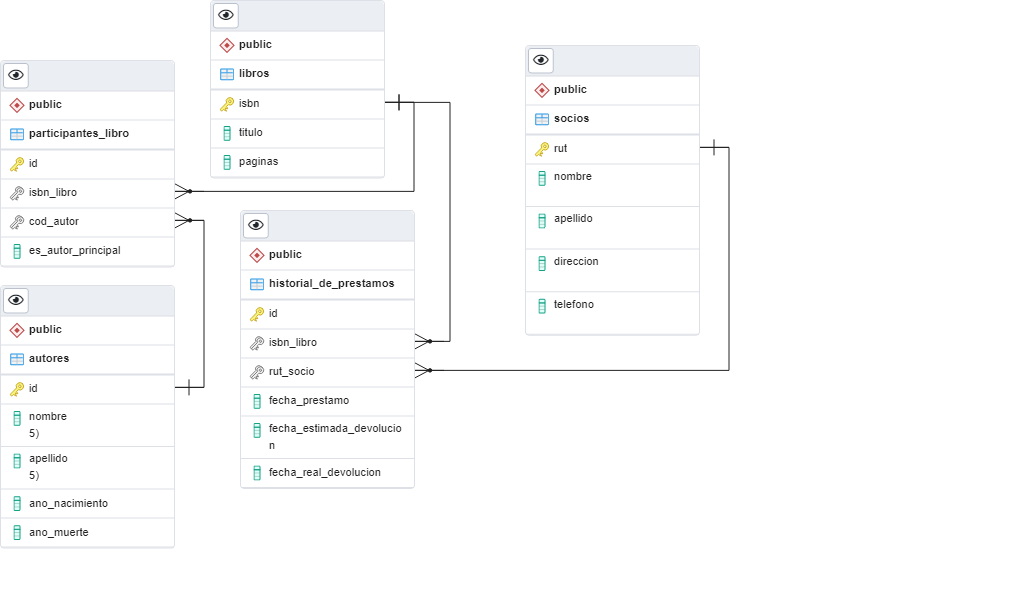 public
libros
isbn
titulo
paginas
public
participantes_libro
id
isbn_libro
cod_autor
es_autor_principal
public
socios
rut
nombre
apellido
direccion
telefono
public
historial_de_prestamos
id
isbn_libro
rut_socio
fecha_prestamo
fecha_estimada_devolucio
n
fecha_real_devolucion
public
autores
id
nombre
5)
apellido
5)
ano_nacimiento
ano_muerte